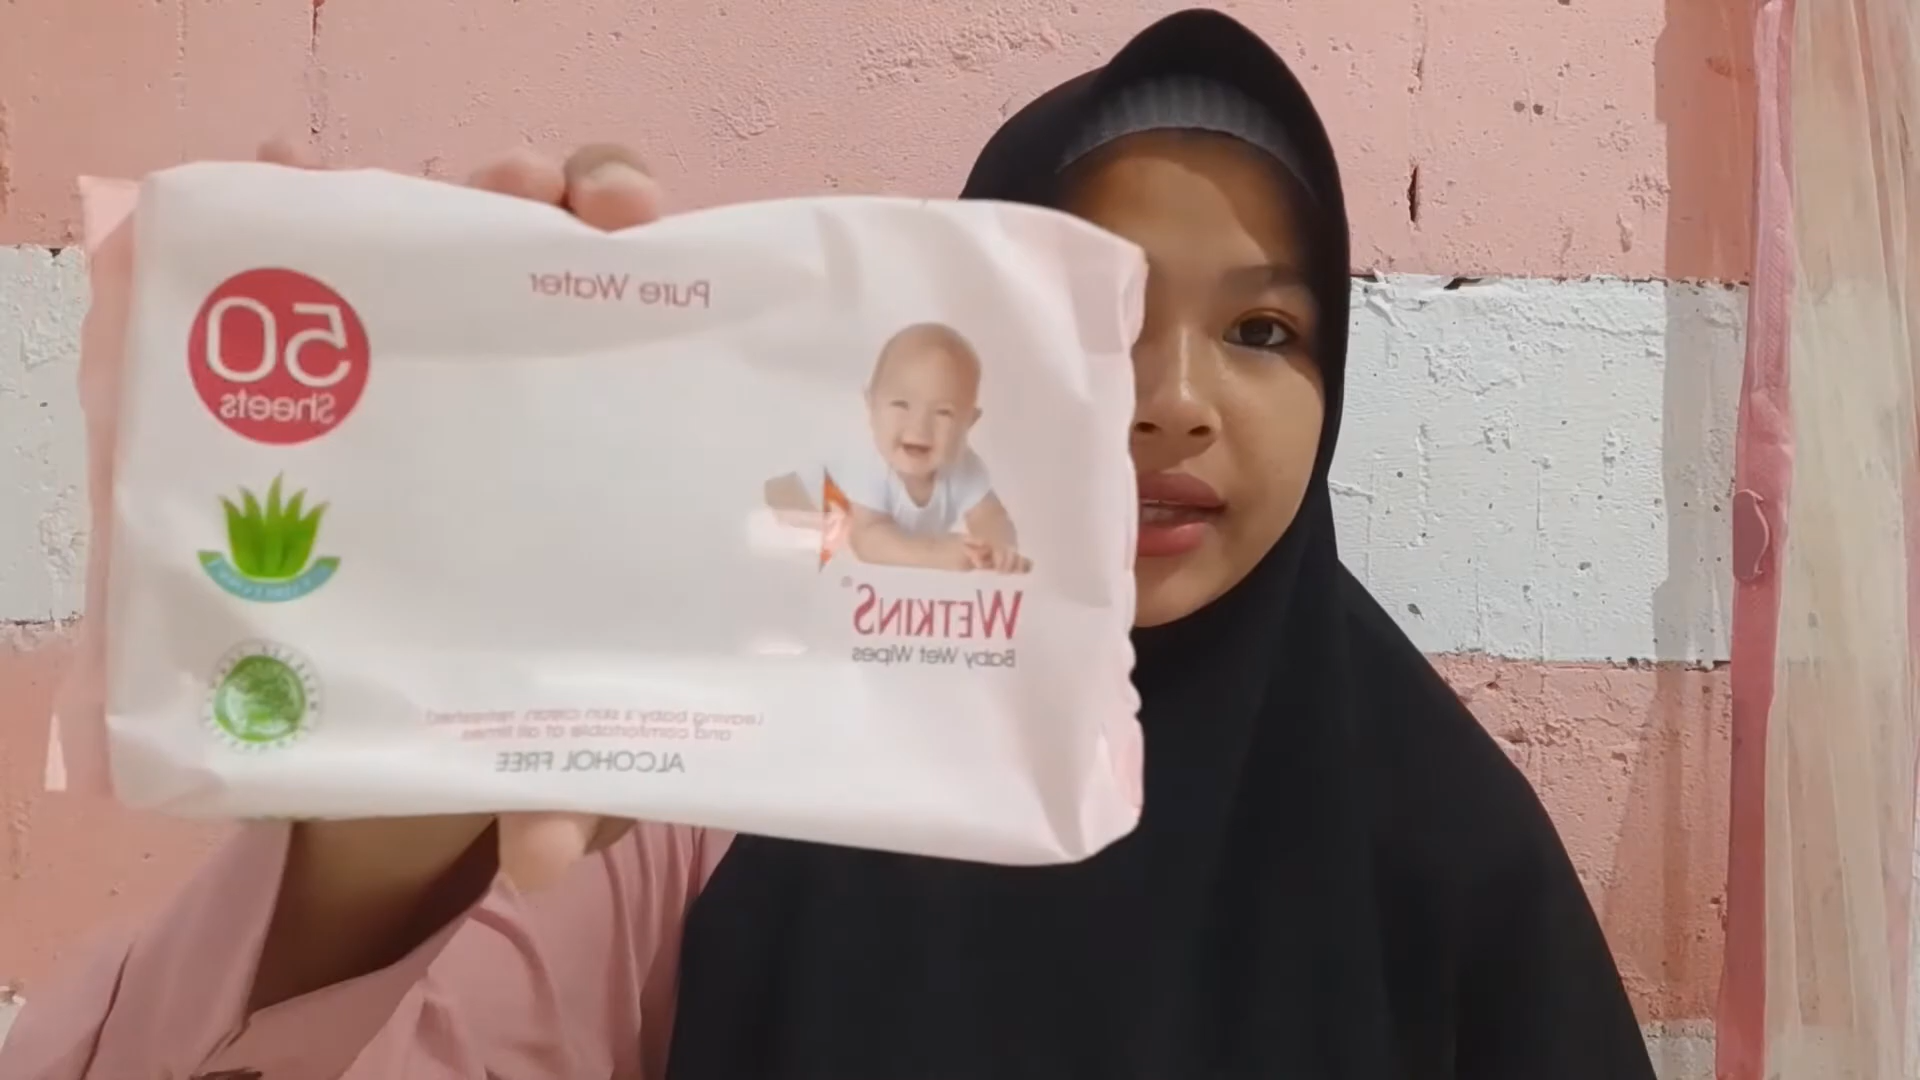 Pure Water
50
Sheets
WETKINS®
Baby Wet Wipes
Leaving baby's skin clean, refreshed
and comfortable at all times
ALCOHOL FREE